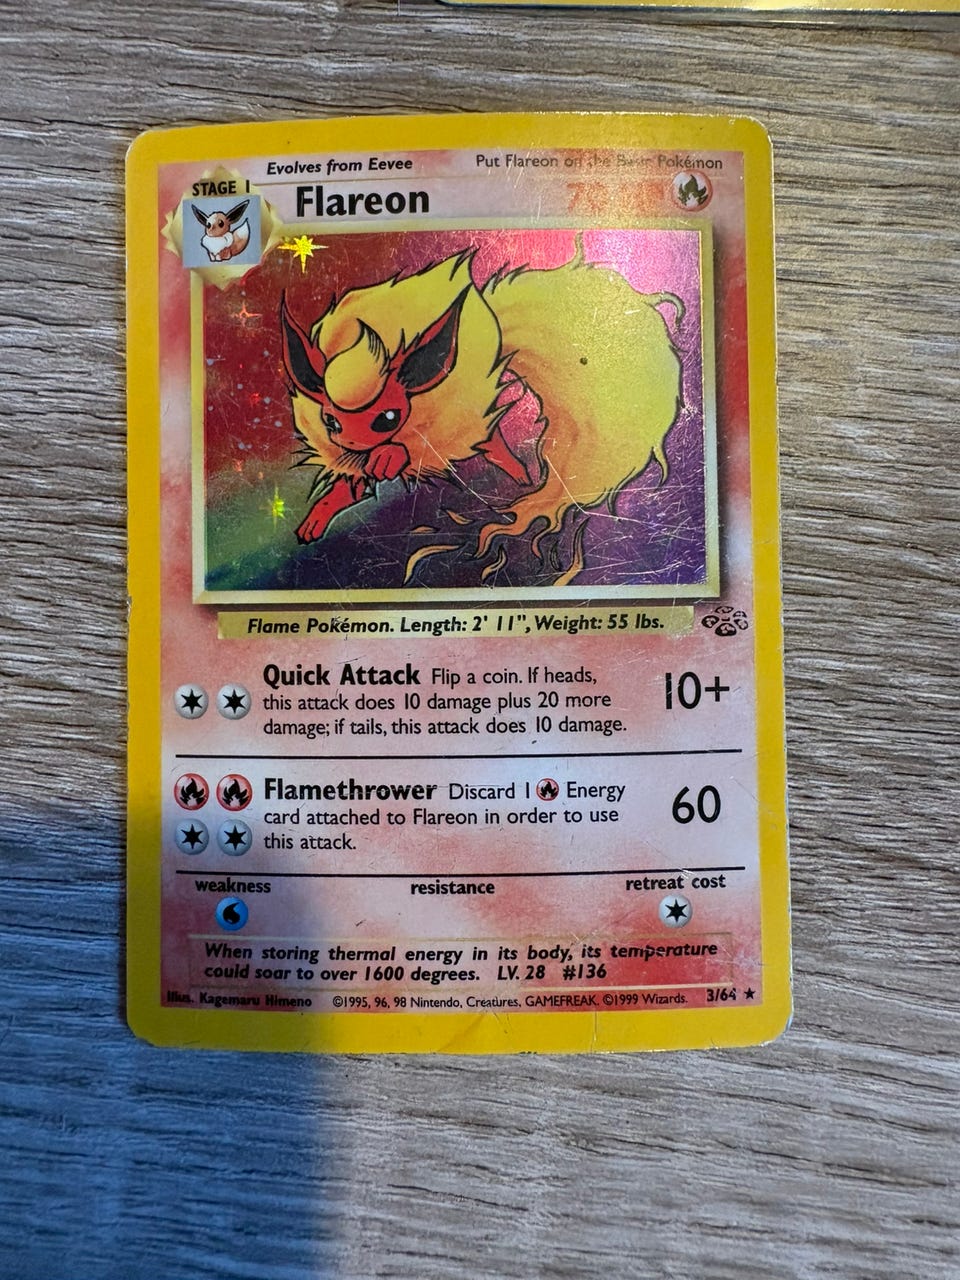 Evolves from Eevee
Put Flareon on the Basic Pokémon
STAGE 1
Flareon
Flame Pokémon. Length: 2' 11", Weight: 55 lbs.
Quick Attack Flip a coin. If heads,
this attack does 10 damage plus 20 more
damage; if tails, this attack does 10 damage.
10+
Flamethrower Discard 1 Energy
card attached to Flareon in order to use
this attack.
60
weakness
resistance
retreat cost
When storing thermal energy in its body, its temperature
could soar to over 1600 degrees. LV. 28 #136
Illus. Kagemaru Himeno ©1995, 96, 98 Nintendo, Creatures, GAMEFREAK. ©1999 Wizards. 3/64 ★